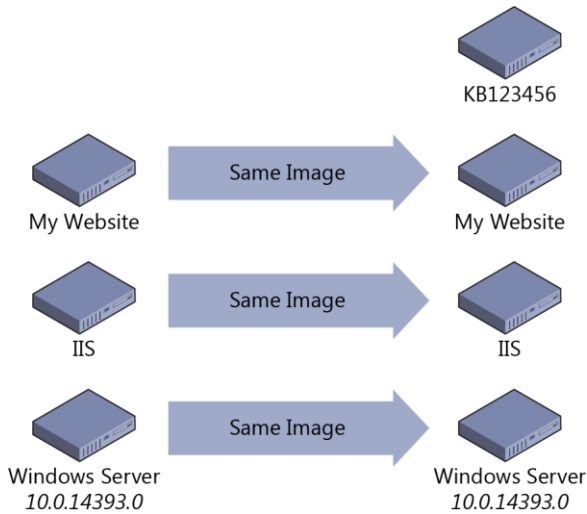 KB123456
Same Image
My Website
My Website
Same Image
IIS
IIS
Same Image
Windows Server
10.0.14393.0
Windows Server
10.0.14393.0